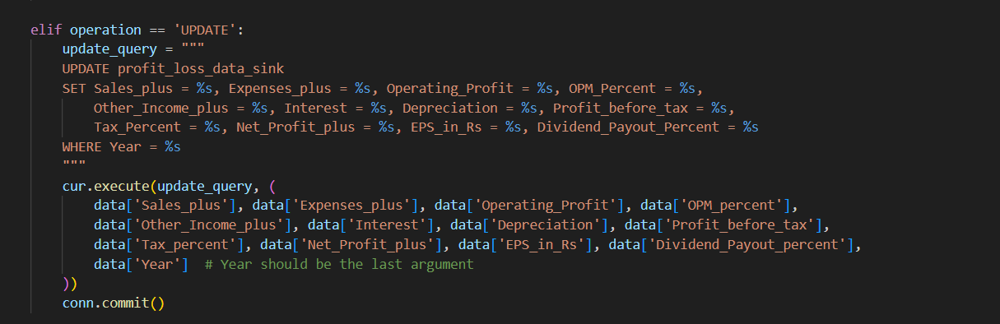 elif operation == 'UPDATE':
update_query = """
UPDATE profit_loss_data_sink
SET Sales_plus = %s, Expenses_plus = %s, Operating_Profit = %s, OPM_Percent = %s,
Other_Income_plus = %s, Interest = %s, Depreciation = %s, Profit_before_tax = %s,
Tax_Percent = %s, Net_Profit_plus = %s, EPS_in_Rs = %s, Dividend_Payout_Percent = %s
WHERE Year = %s
"""
cur.execute(update_query, (
data['Sales_plus'], data['Expenses_plus'], data['Operating_Profit'], data['OPM_percent'],
data['Other_Income_plus'], data['Interest'], data['Depreciation'], data['Profit_before_tax'],
data['Tax_percent'], data['Net_Profit_plus'], data['EPS_in_Rs'], data['Dividend_Payout_percent'],
data['Year']  # Year should be the last argument
))
conn.commit()